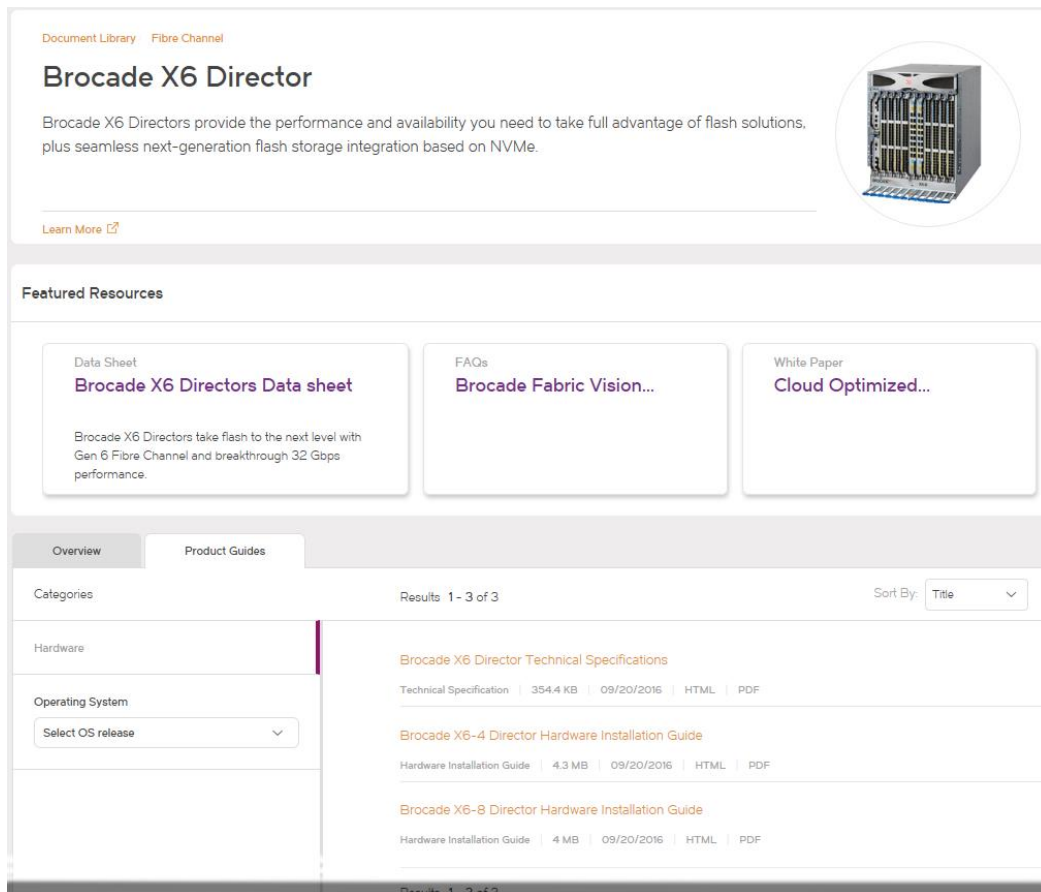 Document Library Fibre Channel
Brocade X6 Director
Brocade X6 Directors provide the performance and availability you need to take full advantage of flash solutions,
plus seamless next-generation flash storage integration based on NVMe.
Learn More
Featured Resources
Data Sheet
Brocade X6 Directors Data sheet
Brocade X6 Directors take flash to the next level with
Gen 6 Fibre Channel and breakthrough 32 Gbps
performance.
FAQs
Brocade Fabric Vision...
White Paper
Cloud Optimized...
Overview Product Guides
Categories
Hardware
Operating System
Select OS release
Results 1 - 3 of 3 Sort By: Title
Brocade X6 Director Technical Specifications
Technical Specification | 354.4 KB | 09/20/2016 | HTML | PDF
Brocade X6-4 Director Hardware Installation Guide
Hardware Installation Guide | 4.3 MB | 09/20/2016 | HTML | PDF
Brocade X6-8 Director Hardware Installation Guide
Hardware Installation Guide | 4 MB | 09/20/2016 | HTML | PDF
Results 1 - 3 of 3